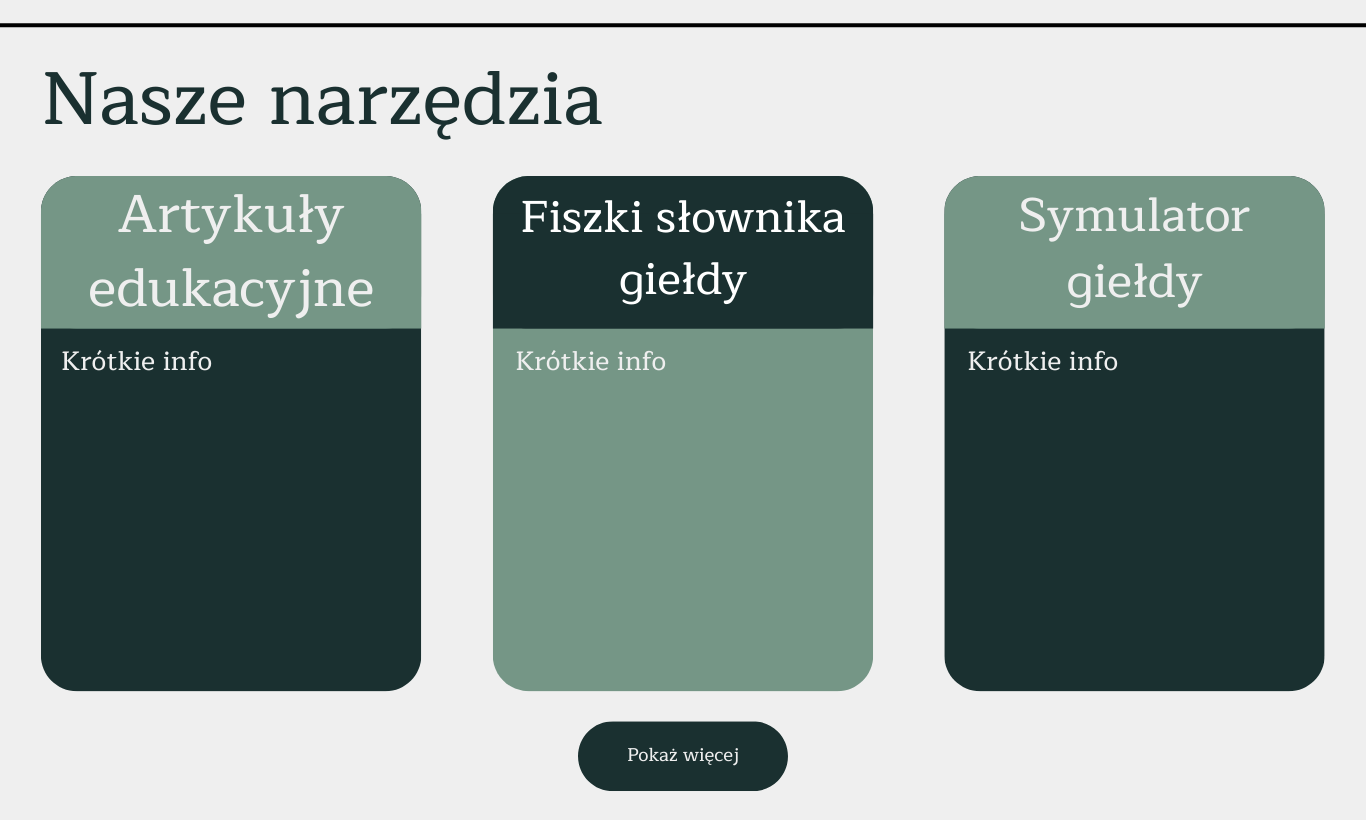 Nasze narzędzia
Artykuły
edukacyjne
Krótkie info
Fiszki słownika
giełdy
Krótkie info
Symulator
giełdy
Krótkie info
Pokaż więcej